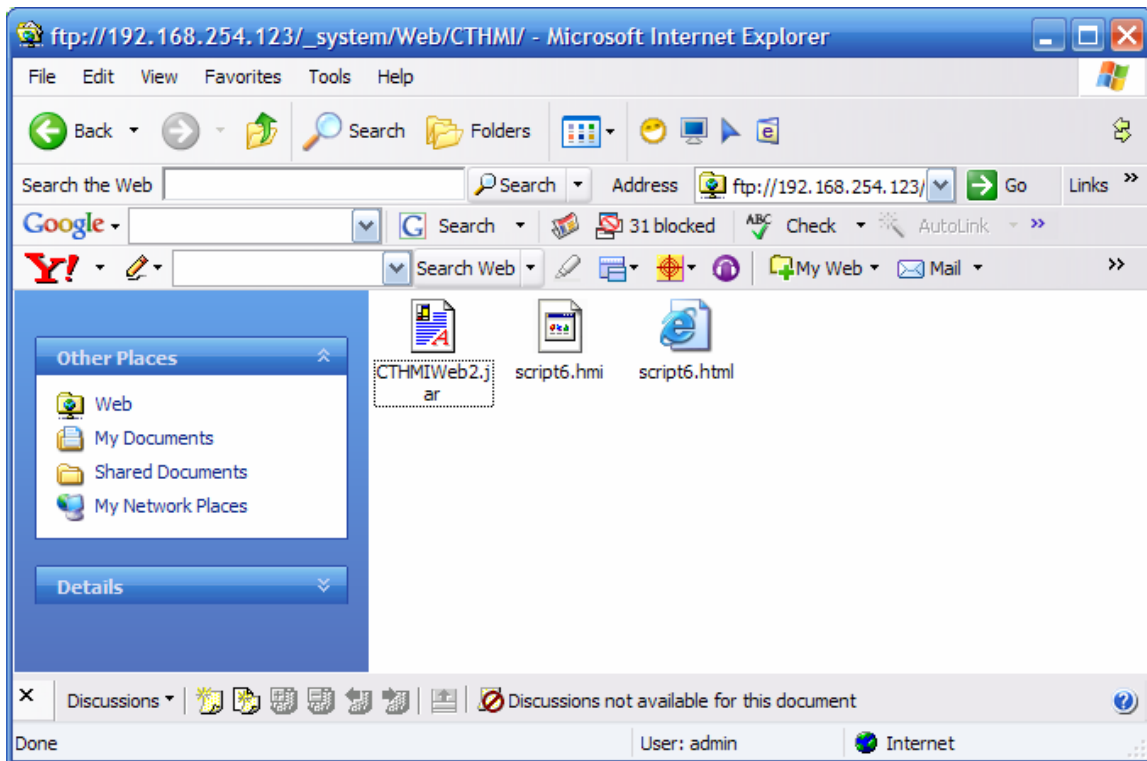 ftp://192.168.254.123/_system/Web/CTHMI/ - Microsoft Internet Explorer
File Edit View Favorites Tools Help
Back Search Folders
Search the Web Search Address ftp://192.168.254.123/ Go Links »
Google Search 31 blocked ABC Check AutoLink »
Y! Search Web My Web Mail »
Other Places
Web
My Documents
Shared Documents
My Network Places
Details
CTHMIWeb2.j
ar
script6.hmi
script6.html
x Discussions Discussions not available for this document
Done User: admin Internet